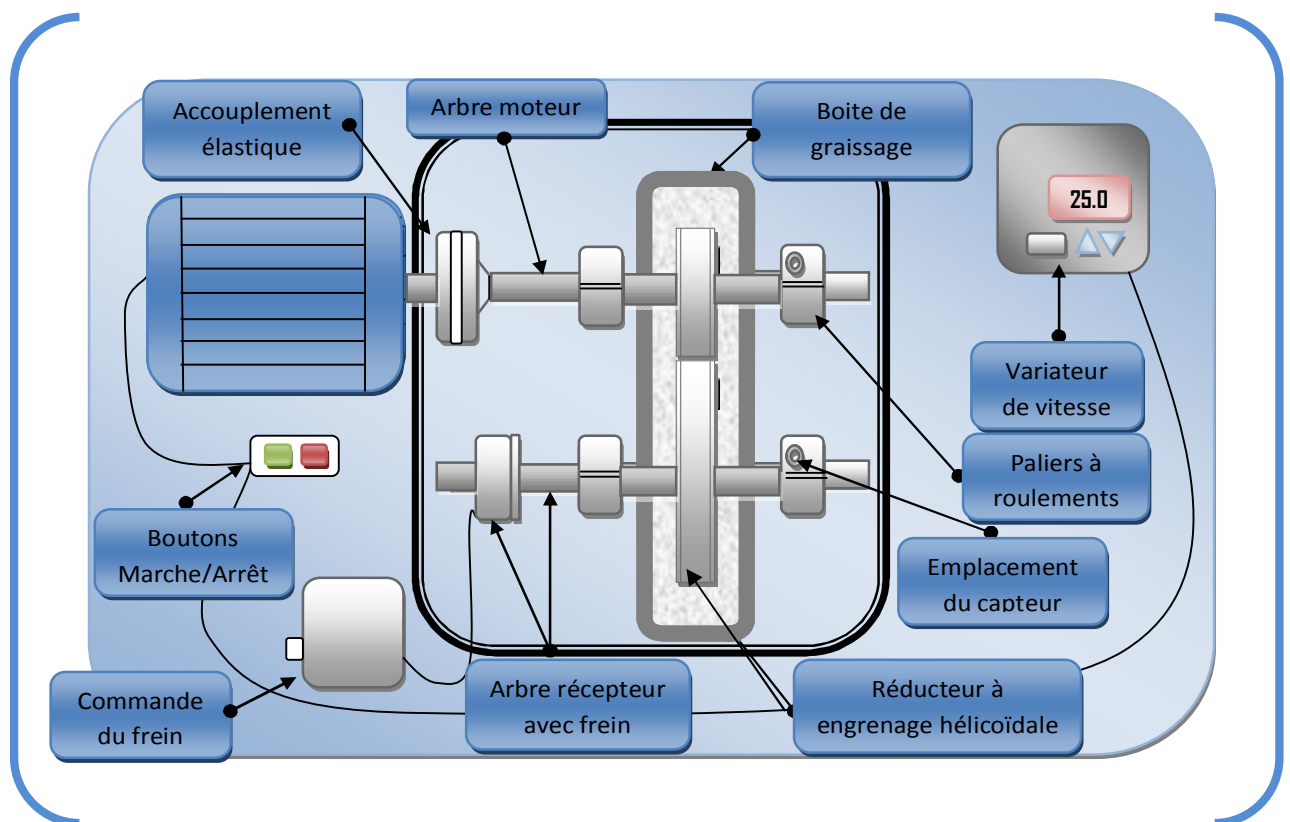 Accouplement
élastique
Arbre moteur
Boite de
graissage
25.0
Variateur
de vitesse
Paliers à
roulements
Boutons
Marche/Arrêt
Emplacement
du capteur
Commande
du frein
Arbre récepteur
avec frein
Réducteur à
engrenage hélicoïdale